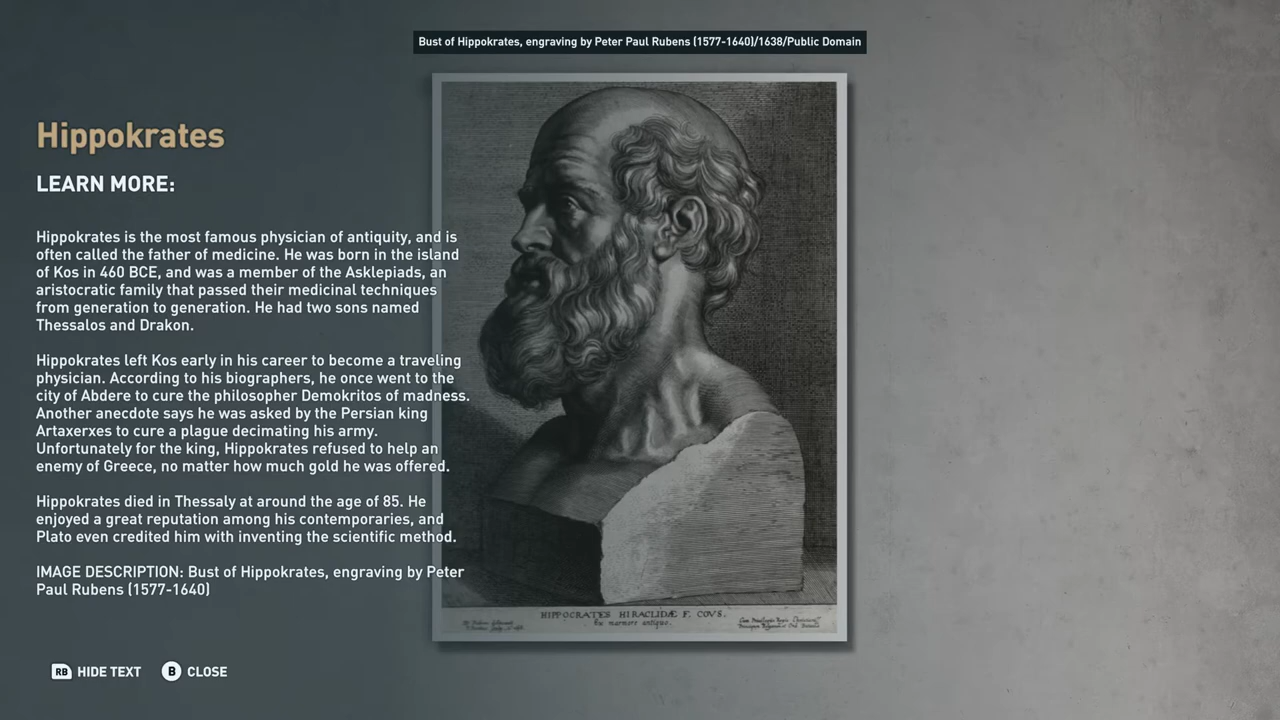 Bust of Hippokrates, engraving by Peter Paul Rubens (1577-1640)/1638/Public Domain
Hippokrates
LEARN MORE:
Hippokrates is the most famous physician of antiquity, and is
often called the father of medicine. He was born in the island
of Kos in 460 BCE, and was a member of the Asklepiads, an
aristocratic family that passed their medicinal techniques
from generation to generation. He had two sons named
Thessalos and Drakon.
Hippokrates left Kos early in his career to become a traveling
physician. According to his biographers, he once went to the
city of Abdere to cure the philosopher Demokritos of madness.
Another anecdote says he was asked by the Persian king
Artaxerxes to cure a plague decimating his army.
Unfortunately for the king, Hippokrates refused to help an
enemy of Greece, no matter how much gold he was offered.
Hippokrates died in Thessaly at around the age of 85. He
enjoyed a great reputation among his contemporaries, and
Plato even credited him with inventing the scientific method.
IMAGE DESCRIPTION: Bust of Hippokrates, engraving by Peter
Paul Rubens (1577-1640)
HIPPOCRATES HIRACLIDÆ F. COVS.
Ex marmore antiquo.
RB HIDE TEXT
B CLOSE